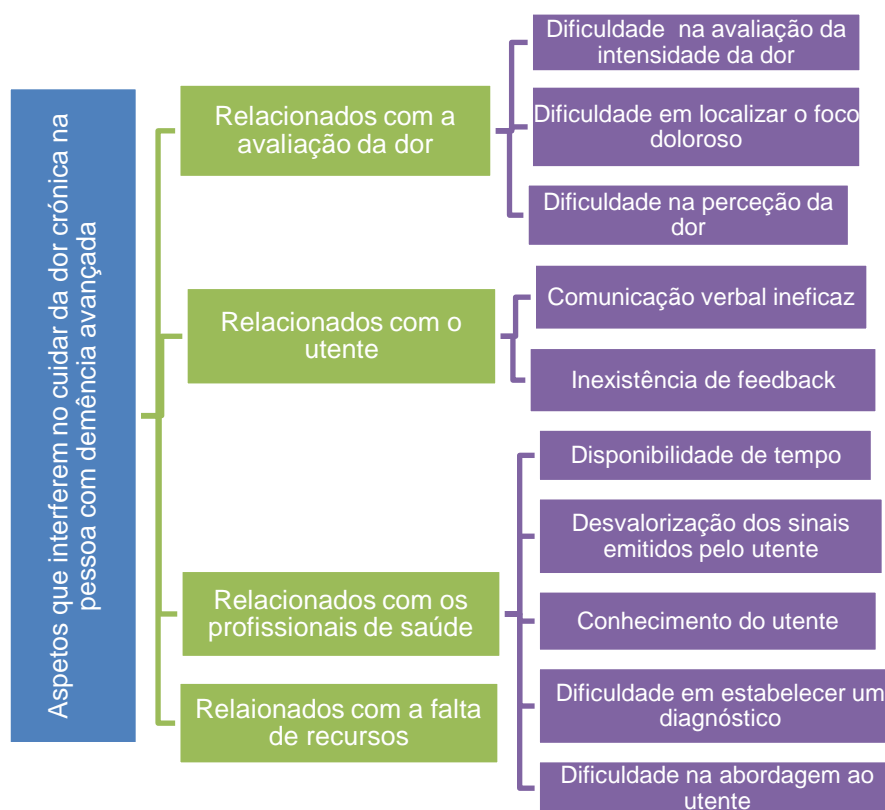 Aspetos que interferem no cuidar da dor crónica na
pessoa com demência avançada
Relacionados com a
avaliação da dor
Dificuldade na avaliação da
intensidade da dor
Dificuldade em localizar o foco
doloroso
Dificuldade na perceção da
dor
Relacionados com o
utente
Comunicação verbal ineficaz
Inexistência de feedback
Relacionados com os
profissionais de saúde
Disponibilidade de tempo
Desvalorização dos sinais
emitidos pelo utente
Conhecimento do utente
Dificuldade em estabelecer um
diagnóstico
Dificuldade na abordagem ao
utente
Relaionados com a falta
de recursos